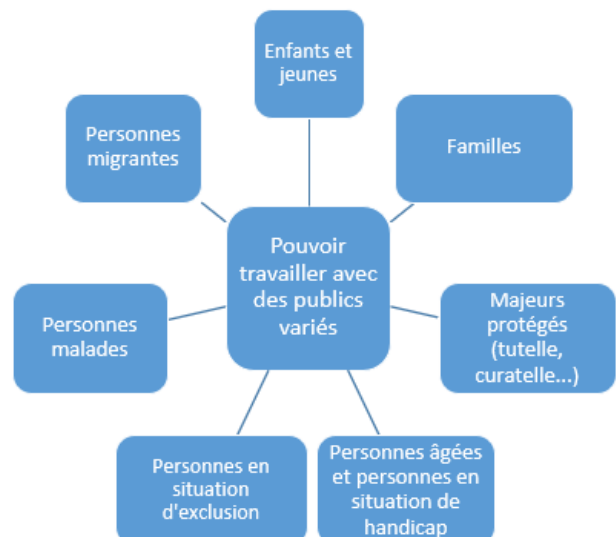 Enfants et
jeunes
Personnes
migrantes
Familles
Pouvoir
travailler avec
des publics
variés
Personnes
malades
Majeurs
protégés
(tutelle,
curatelle...)
Personnes en
situation
d'exclusion
Personnes âgées
et personnes en
situation de
handicap